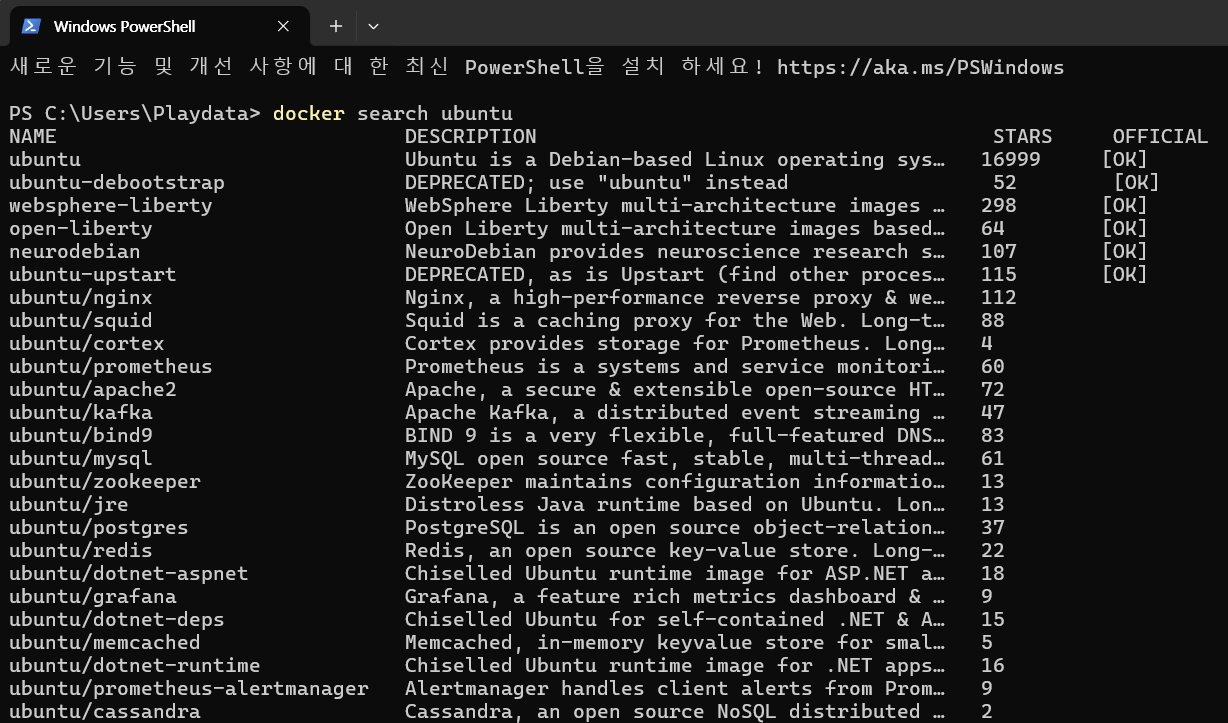 Windows PowerShell
새로운 기능 및 개선 사항에 대 한 최신 PowerShell을 설치 하세요! https://aka.ms/PSWindows
PS C:\Users\Playdata> docker search ubuntu
NAME DESCRIPTION STARS OFFICIAL
ubuntu Ubuntu is a Debian-based Linux operating sys… 16999 [OK]
ubuntu-debootstrap DEPRECATED; use "ubuntu" instead 52 [OK]
websphere-liberty WebSphere Liberty multi-architecture images … 298 [OK]
open-liberty Open Liberty multi-architecture images based… 64 [OK]
neurodebian NeuroDebian provides neuroscience research s… 107 [OK]
ubuntu-upstart DEPRECATED, as is Upstart (find other proces… 115 [OK]
ubuntu/nginx Nginx, a high-performance reverse proxy & we… 112
ubuntu/squid Squid is a caching proxy for the Web. Long-t… 88
ubuntu/cortex Cortex provides storage for Prometheus. Long… 4
ubuntu/prometheus Prometheus is a systems and service monitori… 60
ubuntu/apache2 Apache, a secure & extensible open-source HT… 72
ubuntu/kafka Apache Kafka, a distributed event streaming … 47
ubuntu/bind9 BIND 9 is a very flexible, full-featured DNS… 83
ubuntu/mysql MySQL open source fast, stable, multi-thread… 61
ubuntu/zookeeper ZooKeeper maintains configuration informatio… 13
ubuntu/jre Distroless Java runtime based on Ubuntu. Lon… 13
ubuntu/postgres PostgreSQL is an open source object-relation… 37
ubuntu/redis Redis, an open source key-value store. Long-… 22
ubuntu/dotnet-aspnet Chiselled Ubuntu runtime image for ASP.NET a… 18
ubuntu/grafana Grafana, a feature rich metrics dashboard & … 9
ubuntu/dotnet-deps Chiselled Ubuntu for self-contained .NET & A… 15
ubuntu/memcached Memcached, in-memory keyvalue store for smal… 5
ubuntu/dotnet-runtime Chiselled Ubuntu runtime image for .NET apps… 16
ubuntu/prometheus-alertmanager Alertmanager handles client alerts from Prom… 9
ubuntu/cassandra Cassandra, an open source NoSQL distributed … 2